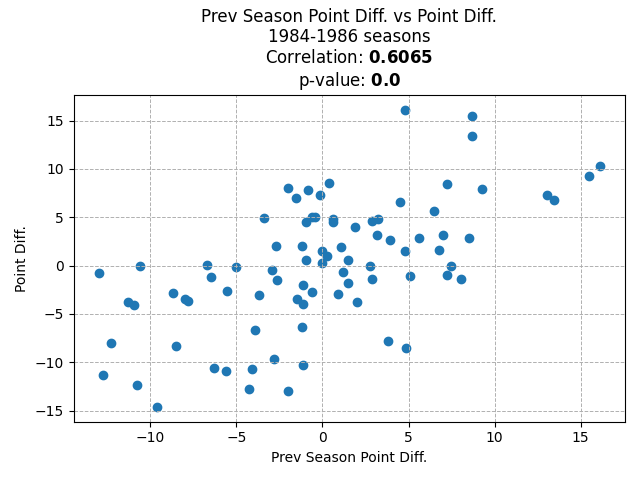 Prev Season Point Diff. vs Point Diff.
1984-1986 seasons
Correlation: 0.6065
p-value: 0.0
15
10
5
0
−5
−10
−15
Point Diff.
−10 −5 0 5 10 15
Prev Season Point Diff.